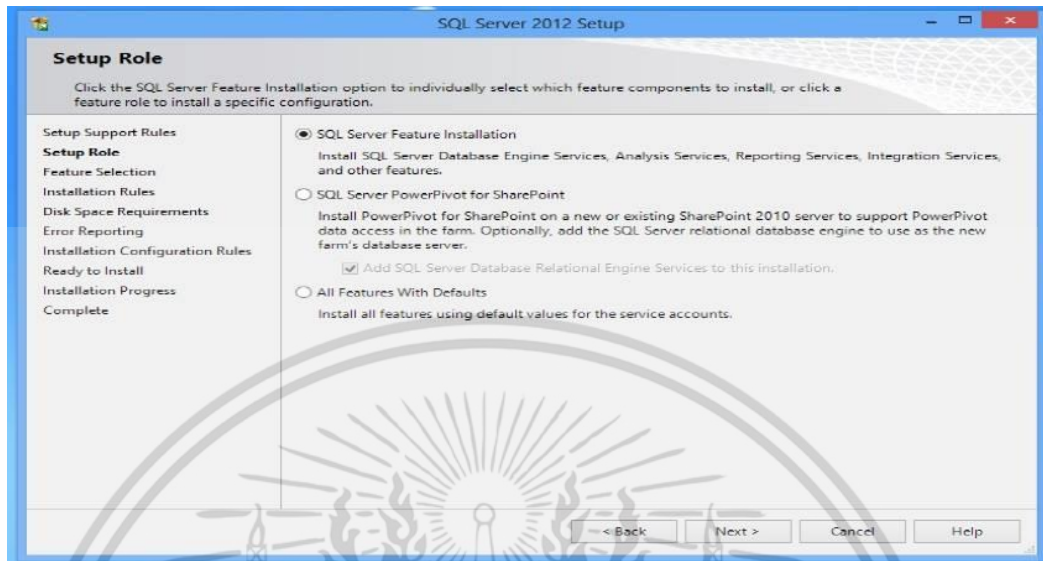 SQL Server 2012 Setup
Setup Role
Click the SQL Server Feature Installation option to individually select which feature components to install, or click a
feature role to install a specific configuration.
Setup Support Rules
Setup Role
Feature Selection
Installation Rules
Disk Space Requirements
Error Reporting
Installation Configuration Rules
Ready to Install
Installation Progress
Complete
SQL Server Feature Installation
Install SQL Server Database Engine Services, Analysis Services, Reporting Services, Integration Services,
and other features.
SQL Server PowerPivot for SharePoint
Install PowerPivot for SharePoint on a new or existing SharePoint 2010 server to support PowerPivot
data access in the farm. Optionally, add the SQL Server relational database engine to use as the new
farm's database server.
Add SQL Server Database Relational Engine Services to this installation.
All Features With Defaults
Install all features using default values for the service accounts.
< Back
Next >
Cancel
Help